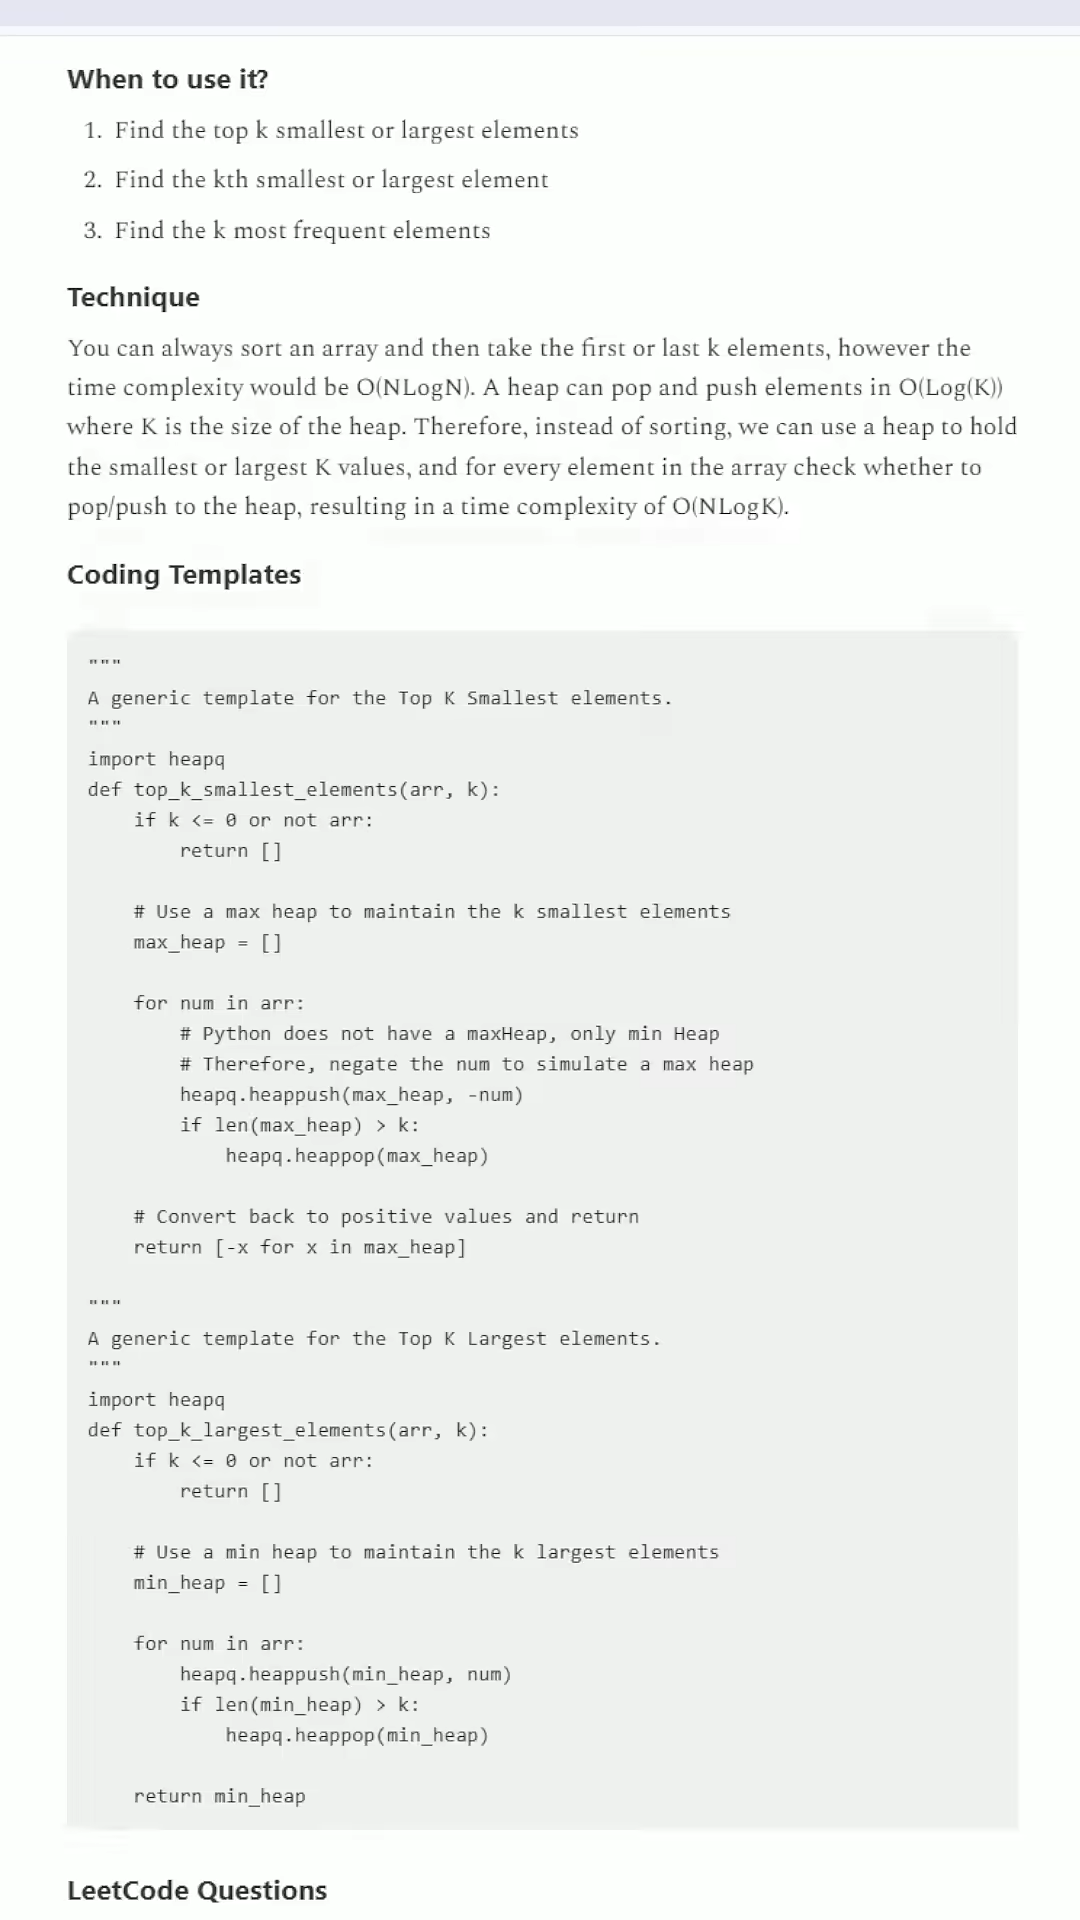 When to use it?
1. Find the top k smallest or largest elements
2. Find the kth smallest or largest element
3. Find the k most frequent elements
Technique
You can always sort an array and then take the first or last k elements, however the
time complexity would be O(NLogN). A heap can pop and push elements in O(Log(K))
where K is the size of the heap. Therefore, instead of sorting, we can use a heap to hold
the smallest or largest K values, and for every element in the array check whether to
pop/push to the heap, resulting in a time complexity of O(NLogK).
Coding Templates
"""
A generic template for the Top K Smallest elements.
"""
import heapq
def top_k_smallest_elements(arr, k):
    if k <= 0 or not arr:
        return []

    # Use a max heap to maintain the k smallest elements
    max_heap = []

    for num in arr:
        # Python does not have a maxHeap, only min Heap
        # Therefore, negate the num to simulate a max heap
        heapq.heappush(max_heap, -num)
        if len(max_heap) > k:
            heapq.heappop(max_heap)

    # Convert back to positive values and return
    return [-x for x in max_heap]

"""
A generic template for the Top K Largest elements.
"""
import heapq
def top_k_largest_elements(arr, k):
    if k <= 0 or not arr:
        return []

    # Use a min heap to maintain the k largest elements
    min_heap = []

    for num in arr:
        heapq.heappush(min_heap, num)
        if len(min_heap) > k:
            heapq.heappop(min_heap)

    return min_heap
LeetCode Questions